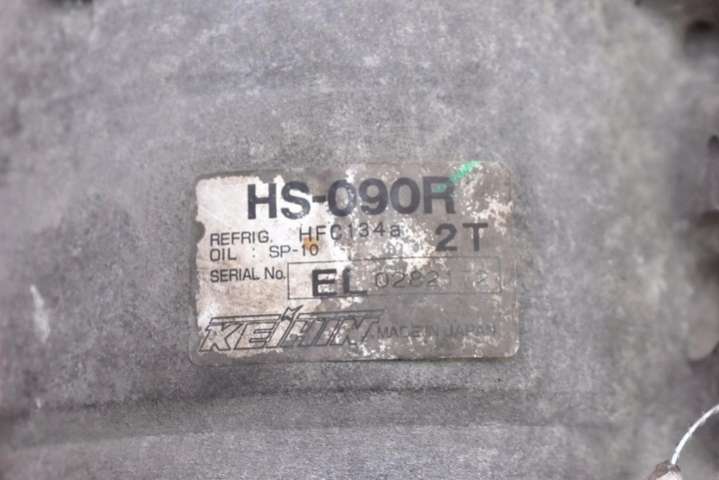 HS-090R
REFRIG. HFC134a 2T
OIL : SP-10
SERIAL No. EL
KEIHIN MADE IN JAPAN